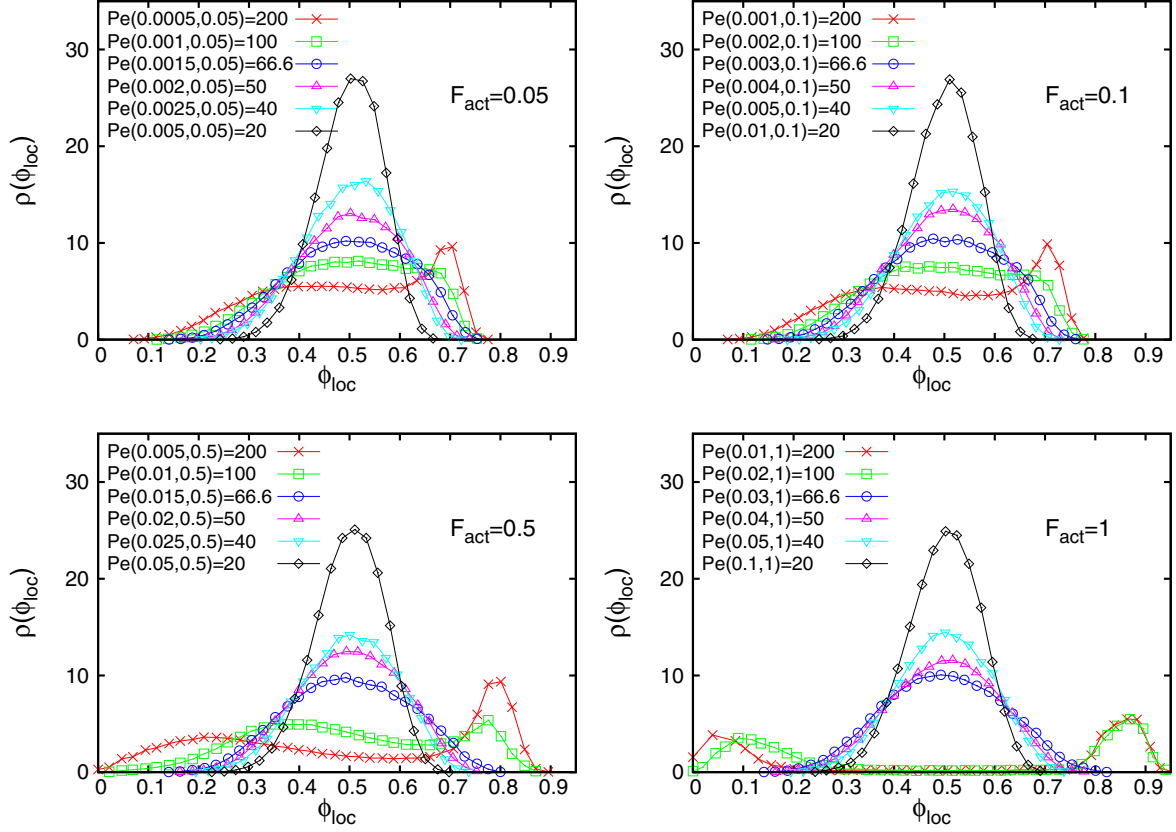 Pe(0.0005,0.05)=200
Pe(0.001,0.05)=100
Pe(0.0015,0.05)=66.6
Pe(0.002,0.05)=50
Pe(0.0025,0.05)=40
Pe(0.005,0.05)=20
F_act=0.05
ρ(ϕ_loc)
30
20
10
0
0 0.1 0.2 0.3 0.4 0.5 0.6 0.7 0.8 0.9
ϕ_loc
Pe(0.001,0.1)=200
Pe(0.002,0.1)=100
Pe(0.003,0.1)=66.6
Pe(0.004,0.1)=50
Pe(0.005,0.1)=40
Pe(0.01,0.1)=20
F_act=0.1
ρ(ϕ_loc)
30
20
10
0
0 0.1 0.2 0.3 0.4 0.5 0.6 0.7 0.8 0.9
ϕ_loc
Pe(0.005,0.5)=200
Pe(0.01,0.5)=100
Pe(0.015,0.5)=66.6
Pe(0.02,0.5)=50
Pe(0.025,0.5)=40
Pe(0.05,0.5)=20
F_act=0.5
ρ(ϕ_loc)
30
20
10
0
0 0.1 0.2 0.3 0.4 0.5 0.6 0.7 0.8 0.9
ϕ_loc
Pe(0.01,1)=200
Pe(0.02,1)=100
Pe(0.03,1)=66.6
Pe(0.04,1)=50
Pe(0.05,1)=40
Pe(0.1,1)=20
F_act=1
ρ(ϕ_loc)
30
20
10
0
0 0.1 0.2 0.3 0.4 0.5 0.6 0.7 0.8 0.9
ϕ_loc